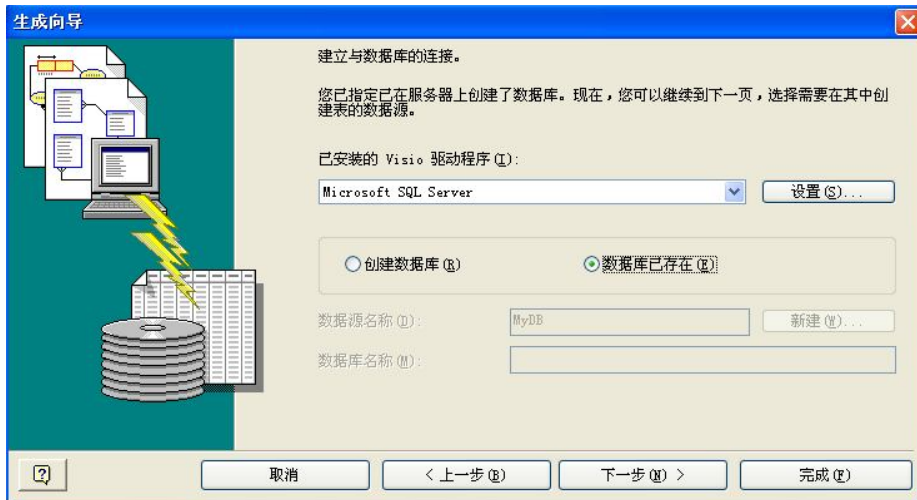 生成向导
建立与数据库的连接。
您已指定已在服务器上创建了数据库。现在，您可以继续到下一页，选择需要在其中创
建表的数据源。
已安装的 Visio 驱动程序(I):
Microsoft SQL Server
设置(S)...
创建数据库(R)
数据库已存在(E)
数据源名称(D):
MyDB
新建(W)...
数据库名称(M):
?
取消
< 上一步(B)
下一步(N) >
完成(F)